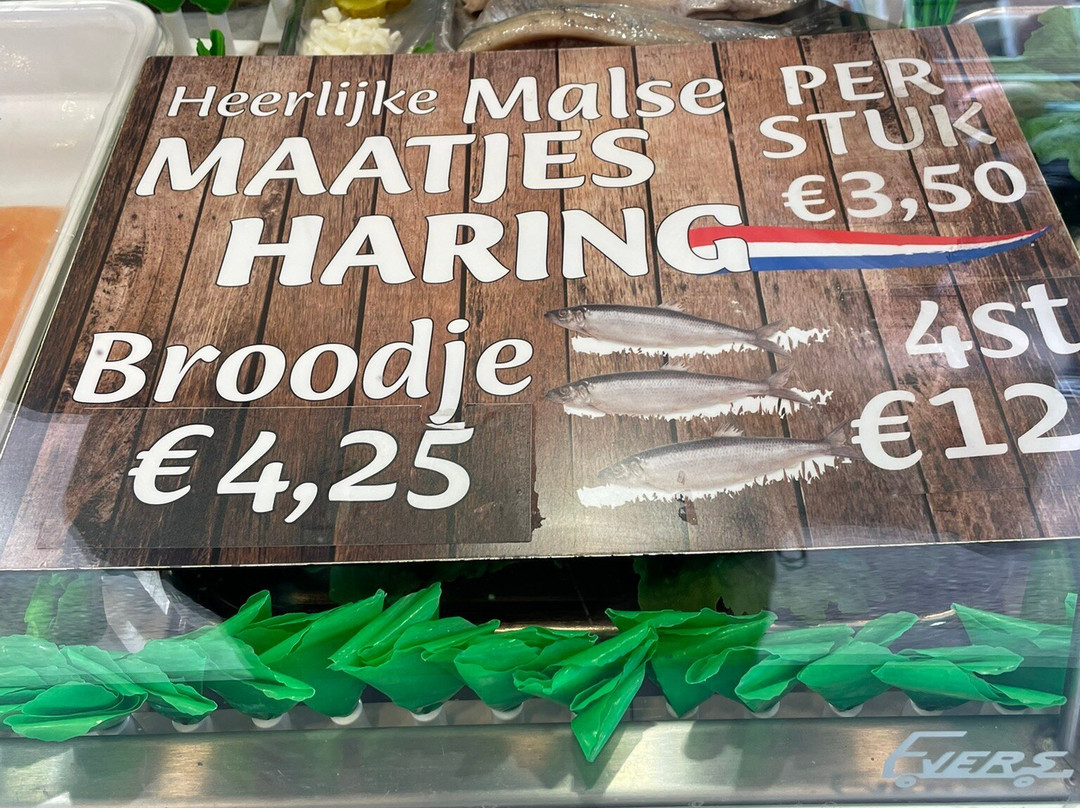 Heerlijke Malse
MAATJES
HARING
PER
STUK
€3,50
Broodje
€4,25
4st
€12
EVERS